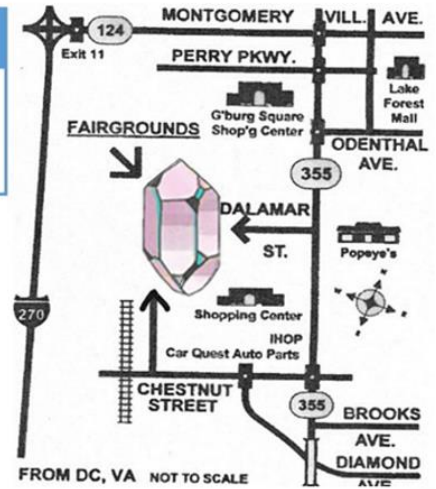 MONTGOMERY VILL. AVE.
124
Exit 11
PERRY PKWY.
Lake
Forest
Mall
G'burg Square
Shop'g Center
FAIRGROUNDS
ODENTHAL
AVE.
355
DALAMAR
ST.
Popeye's
270
Shopping Center
IHOP
Car Quest Auto Parts
CHESTNUT
STREET
355
BROOKS
AVE.
DIAMOND
AVE
FROM DC, VA NOT TO SCALE